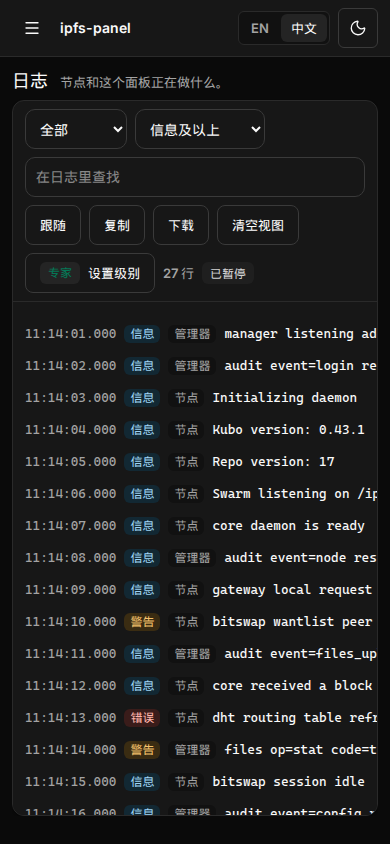 ipfs-panel
EN 中文
日志 节点和这个面板正在做什么。
全部 信息及以上
在日志里查找
跟随 复制 下载 清空视图
专家 设置级别 27 行 已暂停
11:14:01.000 信息 管理器 manager listening ad
11:14:02.000 信息 管理器 audit event=login re
11:14:03.000 信息 节点 Initializing daemon
11:14:04.000 信息 节点 Kubo version: 0.43.1
11:14:05.000 信息 节点 Repo version: 17
11:14:06.000 信息 节点 Swarm listening on /ip
11:14:07.000 信息 节点 core daemon is ready
11:14:08.000 信息 管理器 audit event=node res
11:14:09.000 信息 节点 gateway local request
11:14:10.000 警告 节点 bitswap wantlist peer
11:14:11.000 信息 管理器 audit event=files_up
11:14:12.000 信息 节点 core received a block
11:14:13.000 错误 节点 dht routing table refr
11:14:14.000 警告 管理器 files op=stat code=t
11:14:15.000 信息 节点 bitswap session idle
11:14:16.000 信息 管理器 audit event=config